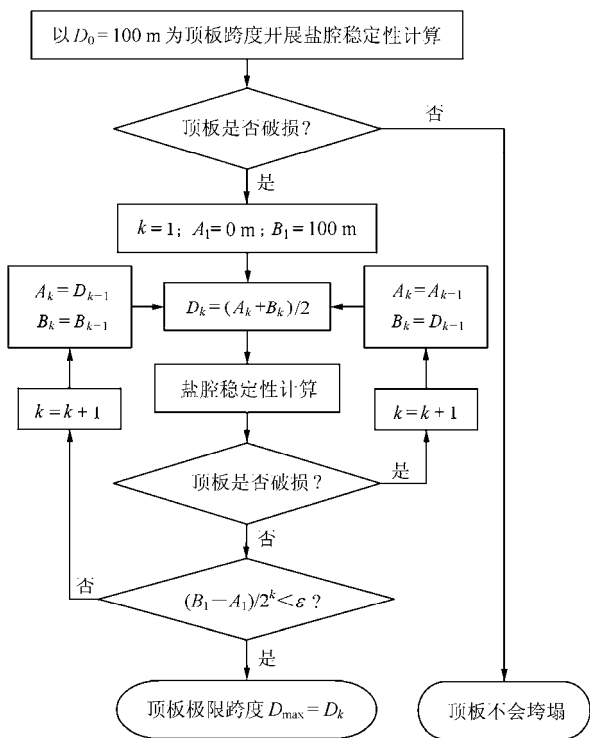 以 D₀＝100 m 为顶板跨度开展盐腔稳定性计算
顶板是否破损？
否
是
k＝1；A₁＝0 m；B₁＝100 m
Aₖ＝Dₖ₋₁
Bₖ＝Bₖ₋₁
Dₖ＝(Aₖ＋Bₖ)/2
Aₖ＝Aₖ₋₁
Bₖ＝Dₖ₋₁
k＝k＋1
盐腔稳定性计算
k＝k＋1
顶板是否破损？
是
否
否
(B₁－A₁)/2ᵏ＜ε？
是
顶板极限跨度 Dmax＝Dₖ
顶板不会垮塌